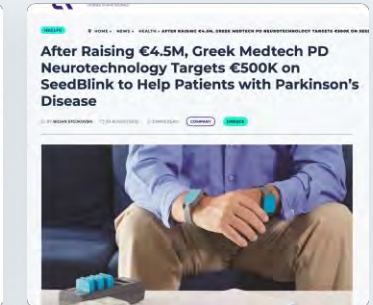 HEALTH
HOME • NEWS • HEALTH • AFTER RAISING €4.5M, GREEK MEDTECH PD NEUROTECHNOLOGY TARGETS €500K ON
After Raising €4.5M, Greek Medtech PD
Neurotechnology Targets €500K on
SeedBlink to Help Patients with Parkinson's
Disease
BY
COMPANY
GREECE